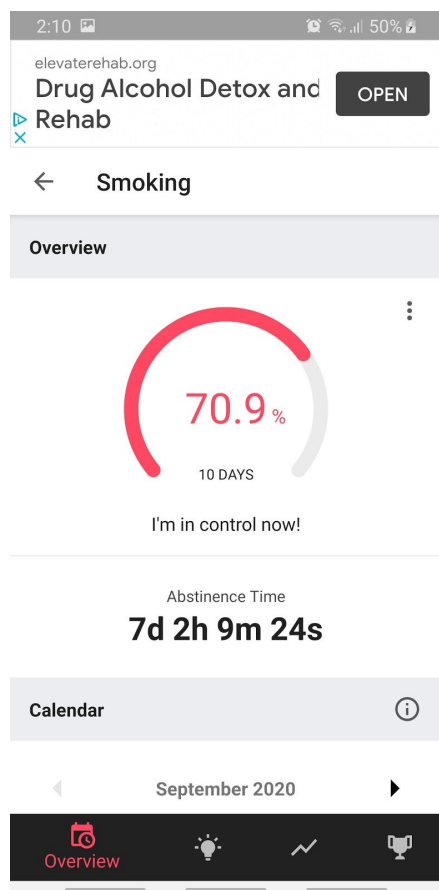 2:10 50%
elevaterehab.org
Drug Alcohol Detox and
Rehab
OPEN
Smoking
Overview
70.9 %
10 DAYS
I'm in control now!
Abstinence Time
7d 2h 9m 24s
Calendar
September 2020
Overview